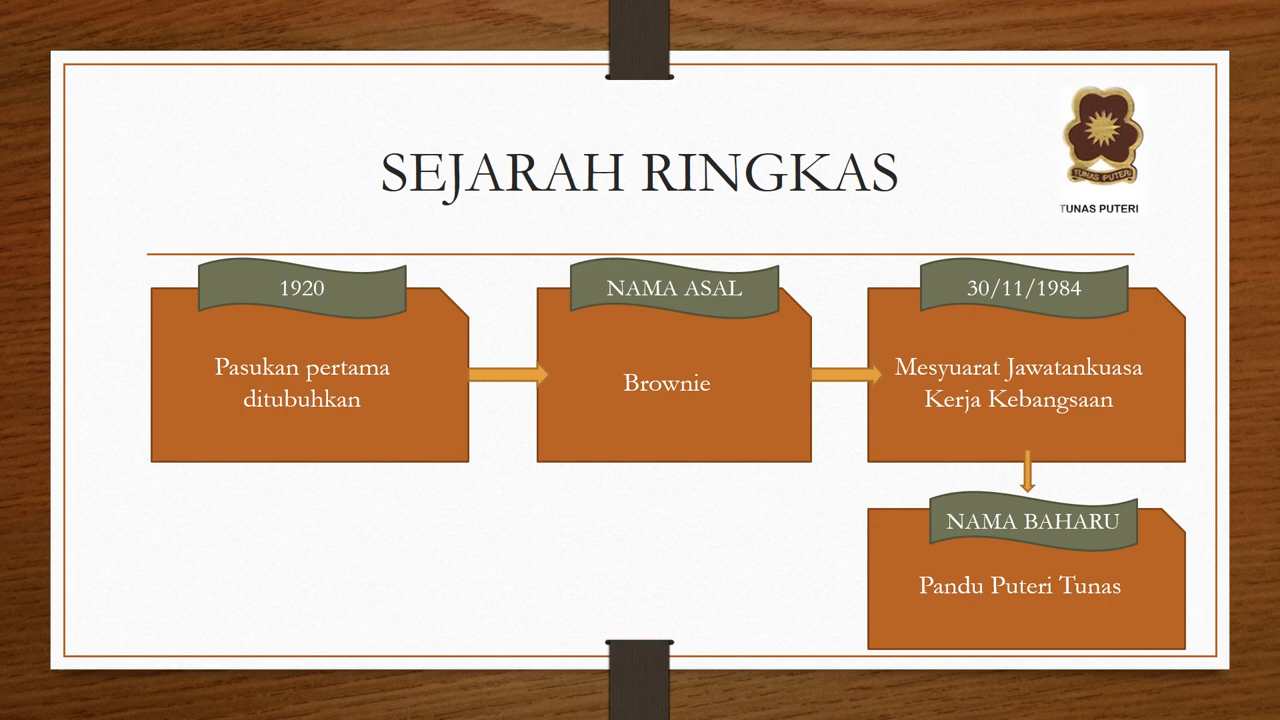 SEJARAH RINGKAS
TUNAS PUTERI
TUNAS PUTERI
1920
Pasukan pertama
ditubuhkan
NAMA ASAL
Brownie
30/11/1984
Mesyuarat Jawatankuasa
Kerja Kebangsaan
NAMA BAHARU
Pandu Puteri Tunas